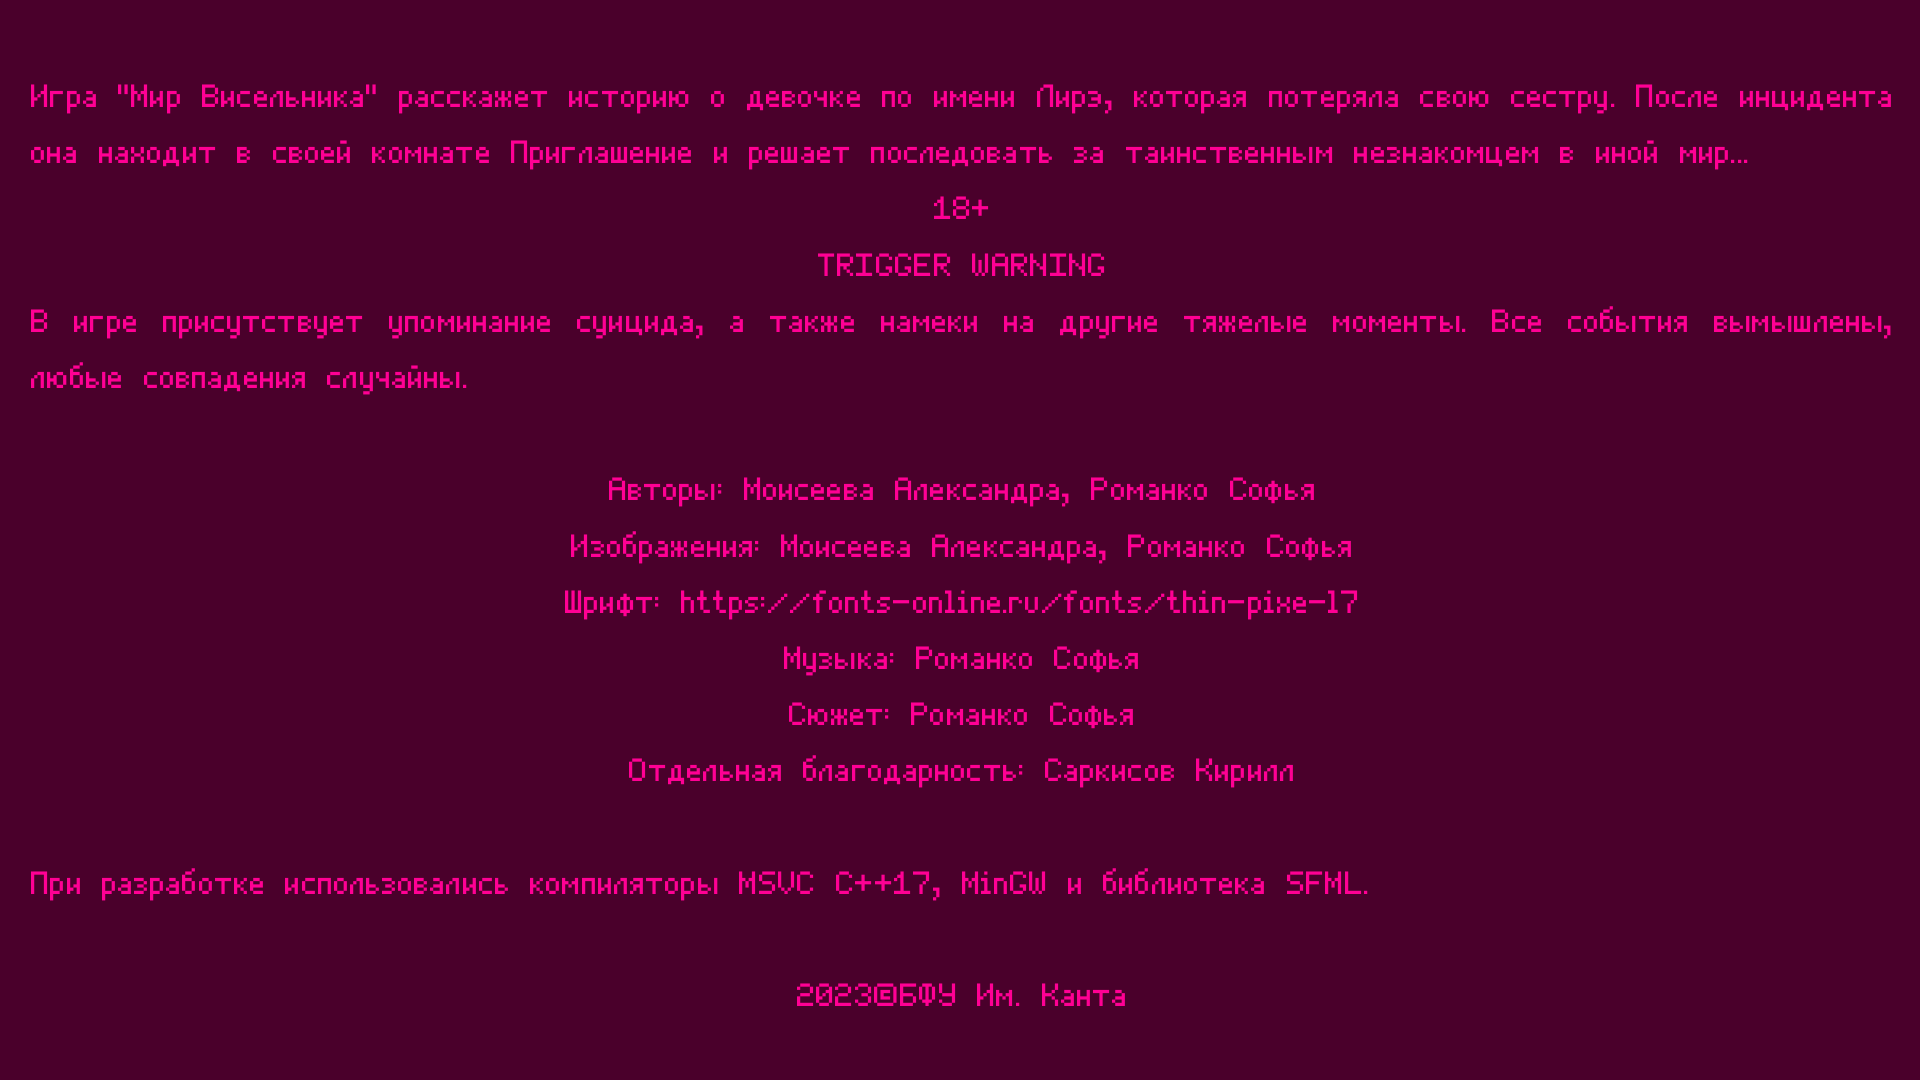 Игра "Мир Висельника" расскажет историю о девочке по имени Лирэ, которая потеряла свою сестру. После инцидента
она находит в своей комнате Приглашение и решает последовать за таинственным незнакомцем в иной мир...
18+
TRIGGER WARNING
В игре присутствует упоминание суицида, а также намеки на другие тяжелые моменты. Все события вымышлены,
любые совпадения случайны.
Авторы: Моисеева Александра, Романко Софья
Изображения: Моисеева Александра, Романко Софья
Шрифт: https://fonts-online.ru/fonts/thin-pixe-l7
Музыка: Романко Софья
Сюжет: Романко Софья
Отдельная благодарность: Саркисов Кирилл
При разработке использовались компиляторы MSVC C++17, MinGW и библиотека SFML.
2023©БФУ Им. Канта